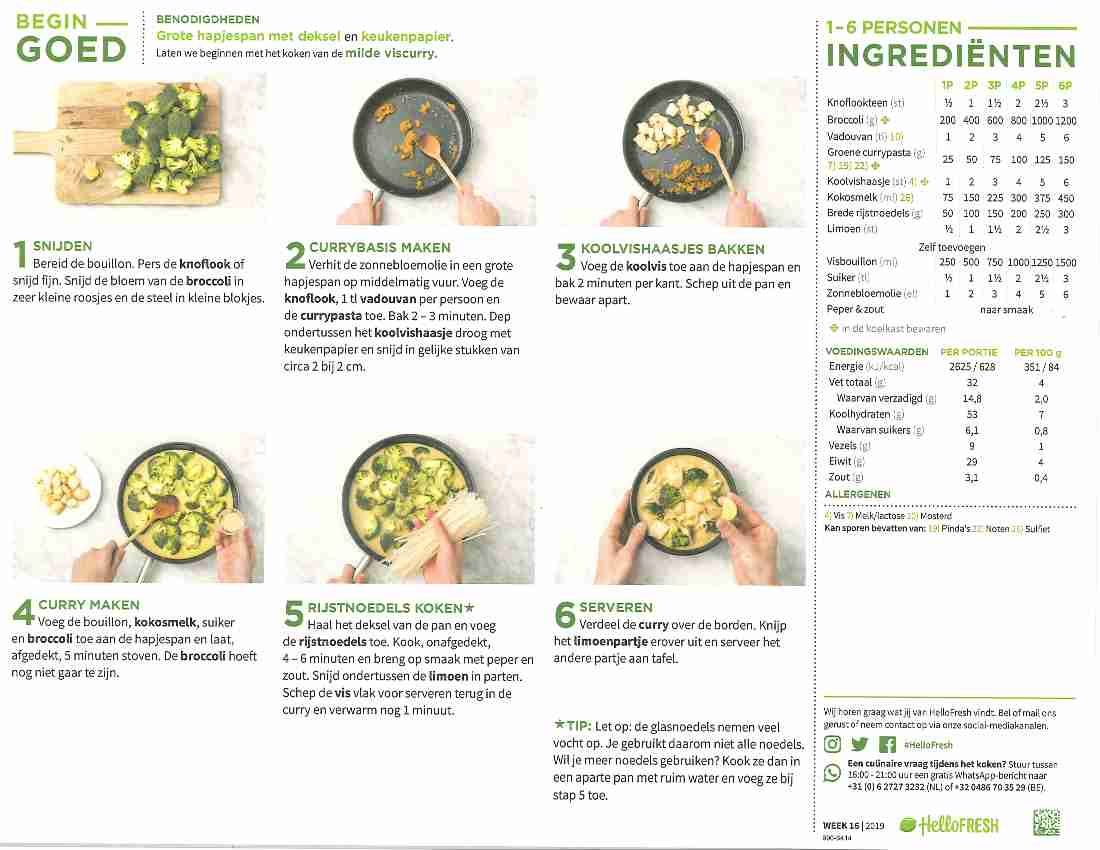 BEGIN
GOED
BENODIGDHEDEN
Grote hapjespan met deksel en keukenpapier.
Laten we beginnen met het koken van de milde viscurry.
1 SNIJDEN
Bereid de bouillon. Pers de knoflook of
snijd fijn. Snijd de bloem van de broccoli in
zeer kleine roosjes en de steel in kleine blokjes.
2 CURRYBASIS MAKEN
Verhit de zonnebloemolie in een grote
hapjespan op middelmatig vuur. Voeg de
knoflook, 1 tl vadouvan per persoon en
de currypasta toe. Bak 2 – 3 minuten. Dep
ondertussen het koolvishaasje droog met
keukenpapier en snijd in gelijke stukken van
circa 2 bij 2 cm.
3 KOOLVISHAASJES BAKKEN
Voeg de koolvis toe aan de hapjespan en
bak 2 minuten per kant. Schep uit de pan en
bewaar apart.
4 CURRY MAKEN
Voeg de bouillon, kokosmelk, suiker
en broccoli toe aan de hapjespan en laat,
afgedekt, 5 minuten stoven. De broccoli hoeft
nog niet gaar te zijn.
5 RIJSTNOEDELS KOKEN★
Haal het deksel van de pan en voeg
de rijstnoedels toe. Kook, onafgedekt,
4 – 6 minuten en breng op smaak met peper en
zout. Snijd ondertussen de limoen in parten.
Schep de vis vlak voor serveren terug in de
curry en verwarm nog 1 minuut.
6 SERVEREN
Verdeel de curry over de borden. Knijp
het limoenpartje erover uit en serveer het
andere partje aan tafel.
★TIP: Let op: de glasnoedels nemen veel
vocht op. Je gebruikt daarom niet alle noedels.
Wil je meer noedels gebruiken? Kook ze dan in
een aparte pan met ruim water en voeg ze bij
stap 5 toe.
1 – 6 PERSONEN
INGREDIËNTEN
1P 2P 3P 4P 5P 6P
Knoflookteen (st) ½ 1 1½ 2 2½ 3
Broccoli (g) 200 400 600 800 1000 1200
Vadouvan (tl) 10) 1 2 3 4 5 6
Groene currypasta (g)
7) 19) 22) 25 50 75 100 125 150
Koolvishaasje (st) 4) 1 2 3 4 5 6
Kokosmelk (ml) 26) 75 150 225 300 375 450
Brede rijstnoedels (g) 50 100 150 200 250 300
Limoen (st) ½ 1 1½ 2 2½ 3
Zelf toevoegen
Visbouillon (ml) 250 500 750 1000 1250 1500
Suiker (tl) ½ 1 1½ 2 2½ 3
Zonnebloemolie (el) 1 2 3 4 5 6
Peper & zout naar smaak
in de koelkast bewaren
VOEDINGSWAARDEN PER PORTIE PER 100 g
Energie (kJ/kcal) 2625 / 628 351 / 84
Vet totaal (g) 32 4
Waarvan verzadigd (g) 14,8 2,0
Koolhydraten (g) 53 7
Waarvan suikers (g) 6,1 0,8
Vezels (g) 9 1
Eiwit (g) 29 4
Zout (g) 3,1 0,4
ALLERGENEN
4) Vis 7) Melk/lactose 10) Mosterd
Kan sporen bevatten van: 19) Pinda's 22) Noten 26) Sulfiet
Wij horen graag wat jij van HelloFresh vindt. Bel of mail ons
gerust of neem contact op via onze social-mediakanalen.
#HelloFresh
Een culinaire vraag tijdens het koken? Stuur tussen
16:00 - 21:00 uur een gratis WhatsApp-bericht naar
+31 (0) 6 2727 3232 (NL) of +32 0486 70 35 29 (BE).
WEEK 16 | 2019
HelloFRESH